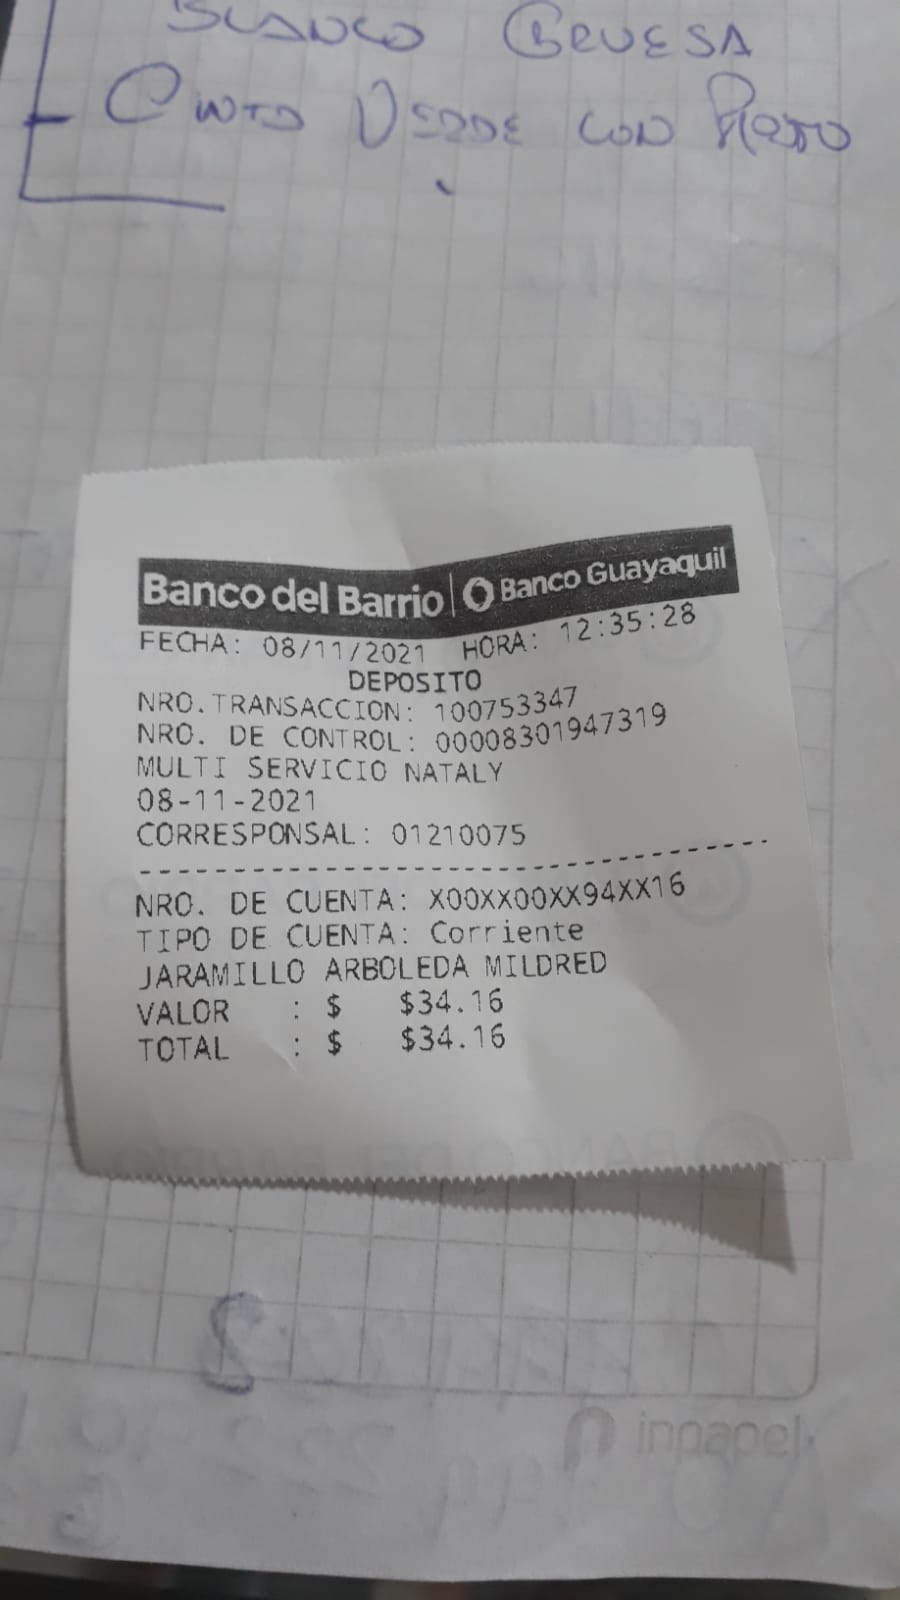 BLANCO GRUESA
- CINTA VERDE CON PLATO
Banco del Barrio | Banco Guayaquil
FECHA: 08/11/2021 HORA: 12:35:28
DEPOSITO
NRO.TRANSACCION: 100753347
NRO. DE CONTROL: 00008301947319
MULTI SERVICIO NATALY
08-11-2021
CORRESPONSAL: 01210075
NRO. DE CUENTA: X00XX00XX94XX16
TIPO DE CUENTA: Corriente
JARAMILLO ARBOLEDA MILDRED
VALOR : $ $34.16
TOTAL : $ $34.16
inpapel